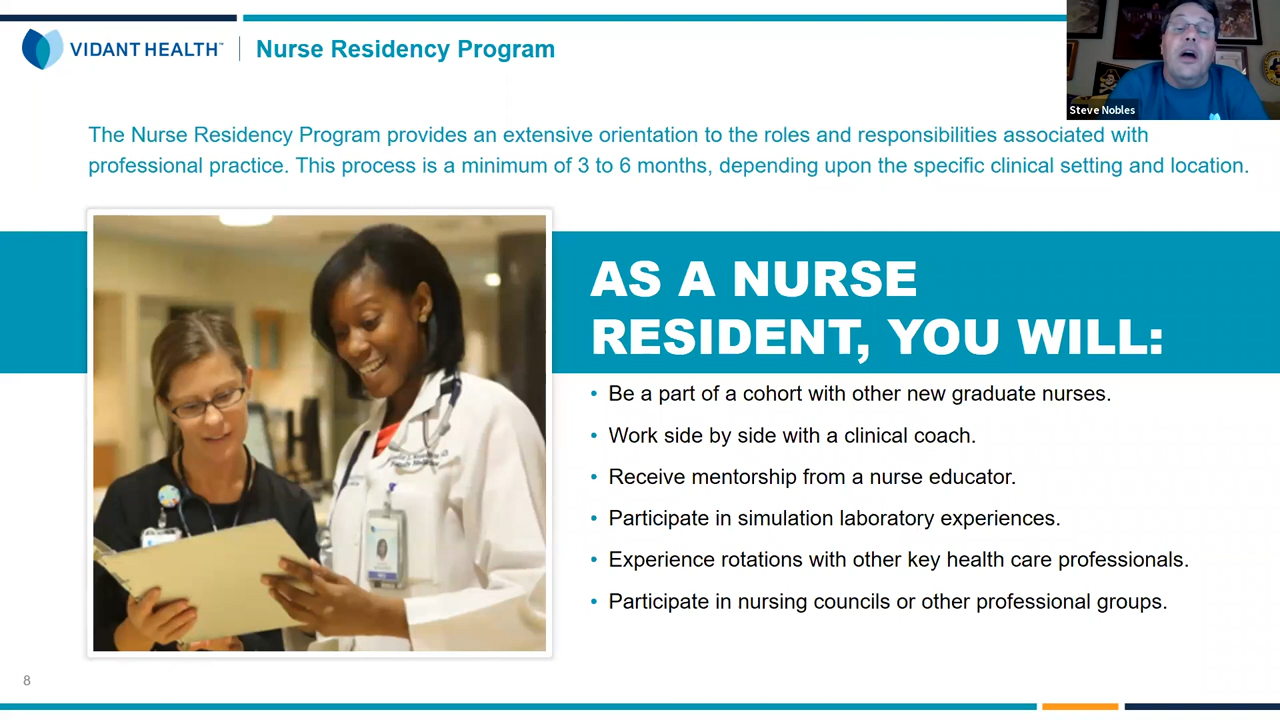 VIDANT HEALTH™
Nurse Residency Program
Steve Nobles
The Nurse Residency Program provides an extensive orientation to the roles and responsibilities associated with
professional practice. This process is a minimum of 3 to 6 months, depending upon the specific clinical setting and location.
AS A NURSE
RESIDENT, YOU WILL:
• Be a part of a cohort with other new graduate nurses.
• Work side by side with a clinical coach.
• Receive mentorship from a nurse educator.
• Participate in simulation laboratory experiences.
• Experience rotations with other key health care professionals.
• Participate in nursing councils or other professional groups.
8